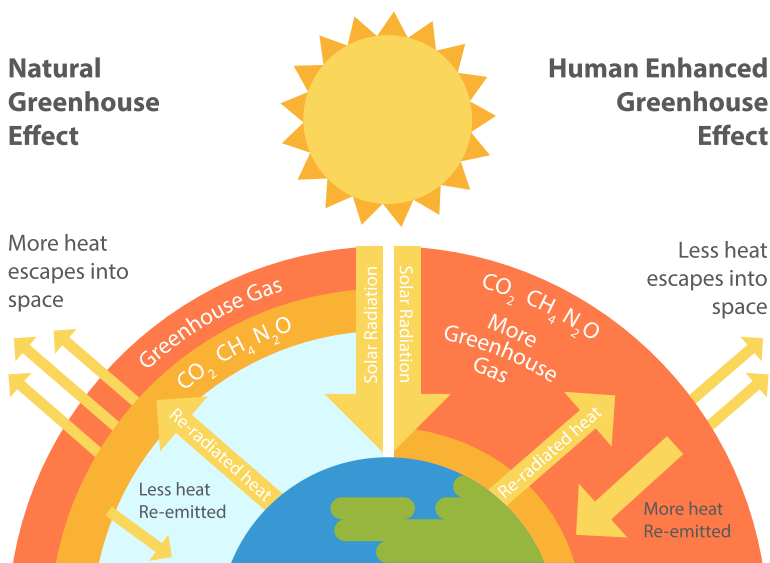 Natural
Greenhouse
Effect
Human Enhanced
Greenhouse
Effect
More heat
escapes into
space
Less heat
escapes into
space
Greenhouse Gas
CO2 CH4 N2O
Solar Radiation
Solar Radiation
CO2 CH4 N2O
More
Greenhouse
Gas
Re-radiated heat
Re-radiated heat
Less heat
Re-emitted
More heat
Re-emitted